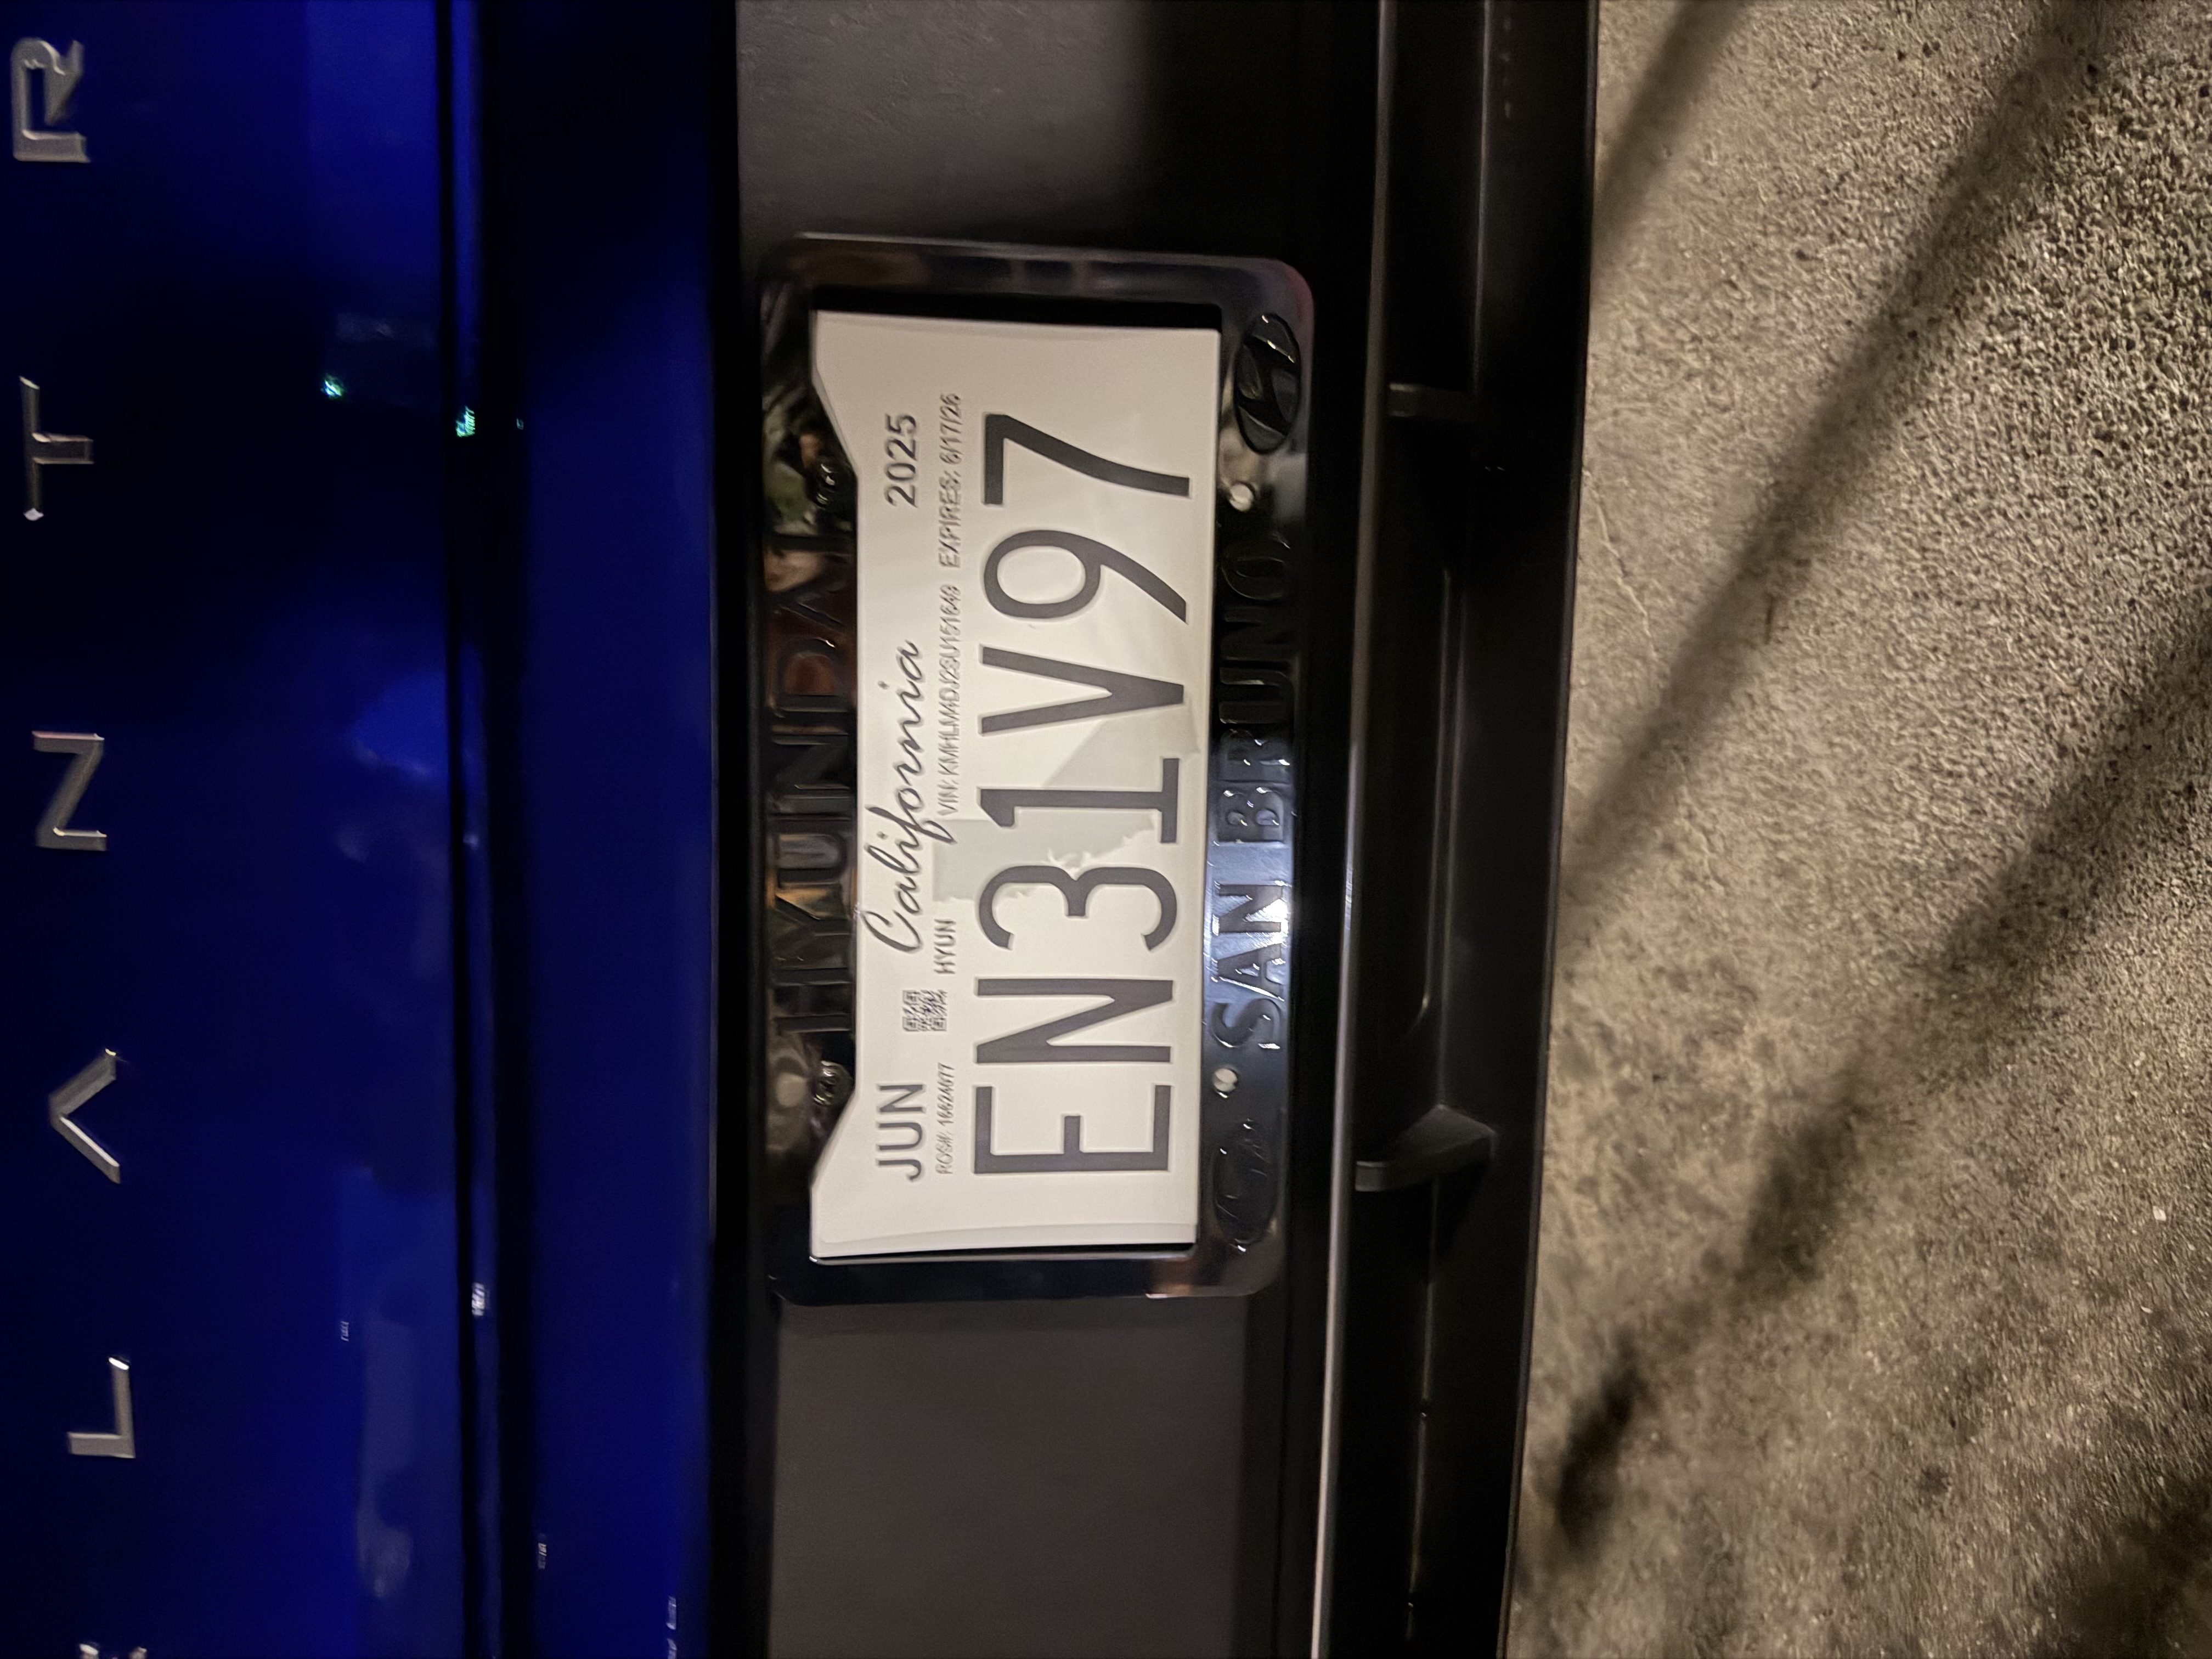 ELANTR
HYUNDAI
JUN California 2025
HYUN EXPIRES: 6/17/26
EN31V97
SAN BRUNO